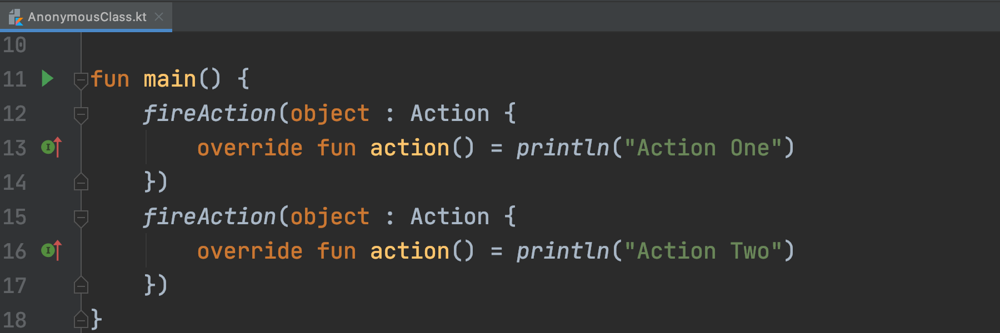 AnonymousClass.kt
10
11 fun main() {
12 fireAction(object : Action {
13 override fun action() = println("Action One")
14 })
15 fireAction(object : Action {
16 override fun action() = println("Action Two")
17 })
18 }